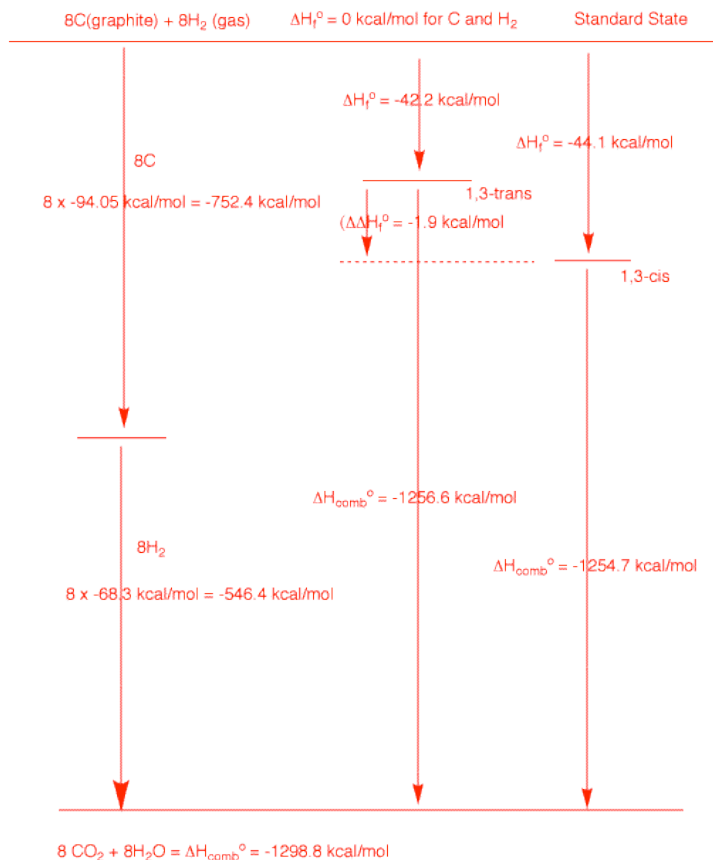 8C(graphite) + 8H₂ (gas) ΔHf° = 0 kcal/mol for C and H₂ Standard State
ΔHf° = -42.2 kcal/mol
ΔHf° = -44.1 kcal/mol
8C
8 x -94.05 kcal/mol = -752.4 kcal/mol
1,3-trans
(ΔΔHf° = -1.9 kcal/mol
1,3-cis
ΔHcomb° = -1256.6 kcal/mol
8H₂
ΔHcomb° = -1254.7 kcal/mol
8 x -68.3 kcal/mol = -546.4 kcal/mol
8 CO₂ + 8H₂O = ΔHcomb° = -1298.8 kcal/mol